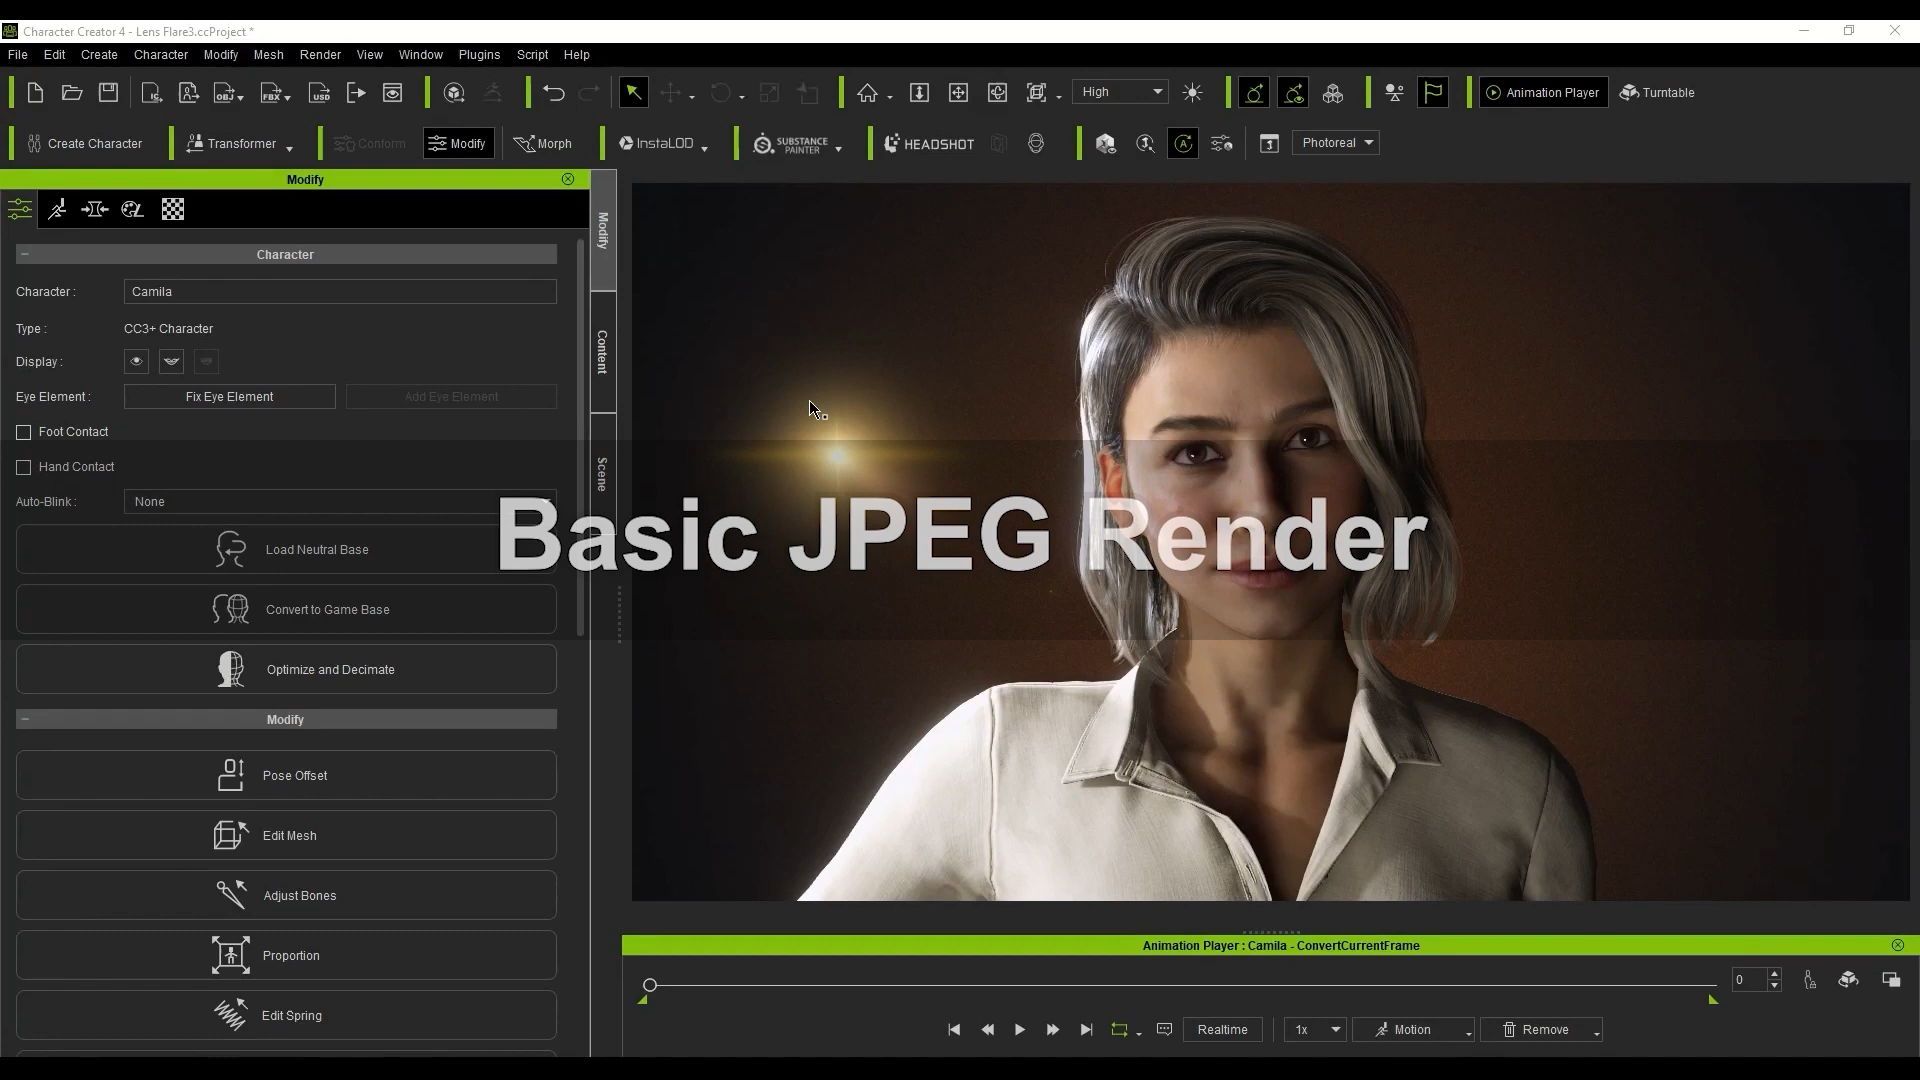 Character Creator 4 - Lens Flare3.ccProject *
File Edit Create Character Modify Mesh Render View Window Plugins Script Help
IC OBJ FBX USD High Animation Player Turntable
Create Character Transformer Conform Modify Morph InstaLOD SUBSTANCE PAINTER HEADSHOT A Photoreal
Modify
Modify
Content
Scene
Character
Character : Camila
Type : CC3+ Character
Display :
Eye Element : Fix Eye Element Add Eye Element
Foot Contact
Hand Contact
Auto-Blink : None
Load Neutral Base
Convert to Game Base
Optimize and Decimate
Modify
Pose Offset
Edit Mesh
Adjust Bones
Proportion
Edit Spring
Basic JPEG Render
Animation Player : Camila - ConvertCurrentFrame
0
Realtime 1x Motion Remove